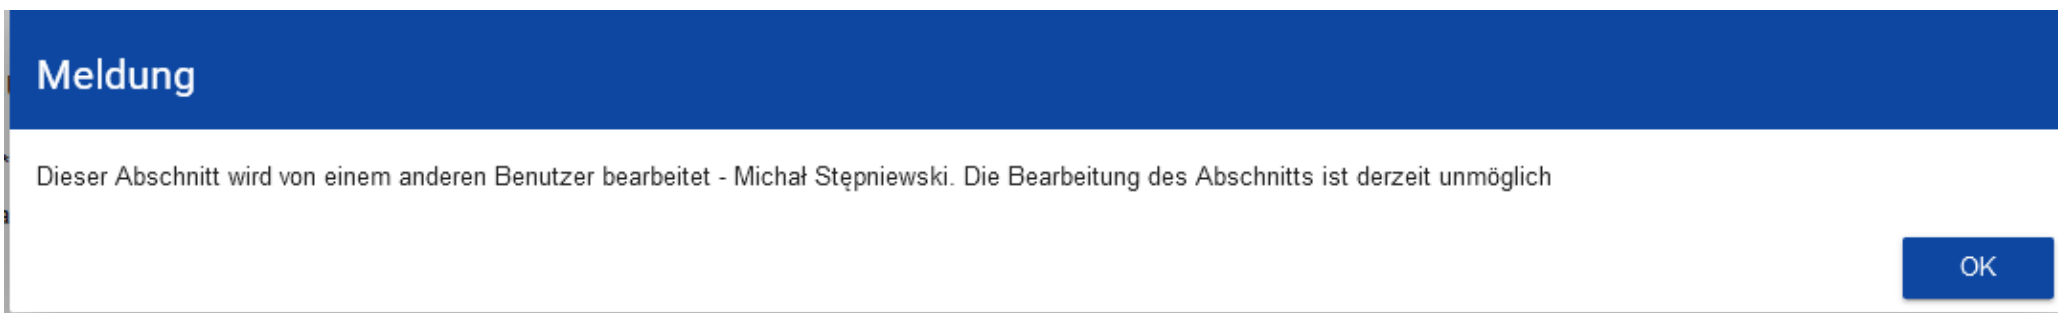 Meldung
Dieser Abschnitt wird von einem anderen Benutzer bearbeitet - Michał Stępniewski. Die Bearbeitung des Abschnitts ist derzeit unmöglich
OK